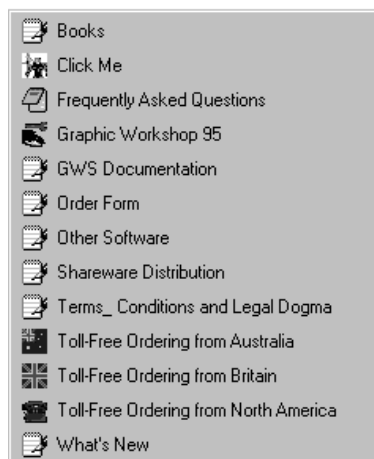 Books
Click Me
Frequently Asked Questions
Graphic Workshop 95
GWS Documentation
Order Form
Other Software
Shareware Distribution
Terms_ Conditions and Legal Dogma
Toll-Free Ordering from Australia
Toll-Free Ordering from Britain
Toll-Free Ordering from North America
What's New